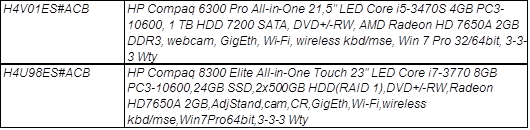 H4V01ES#ACB
HP Compaq 6300 Pro All-in-One 21,5" LED Core i5-3470S 4GB PC3-
10600, 1 TB HDD 7200 SATA, DVD+/-RW, AMD Radeon HD 7650A 2GB
DDR3, webcam, GigEth, Wi-Fi, wireless kbd/mse, Win 7 Pro 32/64bit, 3-3-
3 Wty
H4U98ES#ACB
HP Compaq 8300 Elite All-in-One Touch 23" LED Core i7-3770 8GB
PC3-10600,24GB SSD,2x500GB HDD(RAID 1),DVD+/-RW,Radeon
HD7650A 2GB,AdjStand,cam,CR,GigEth,Wi-Fi,wireless
kbd/mse,Win7Pro64bit,3-3-3 Wty